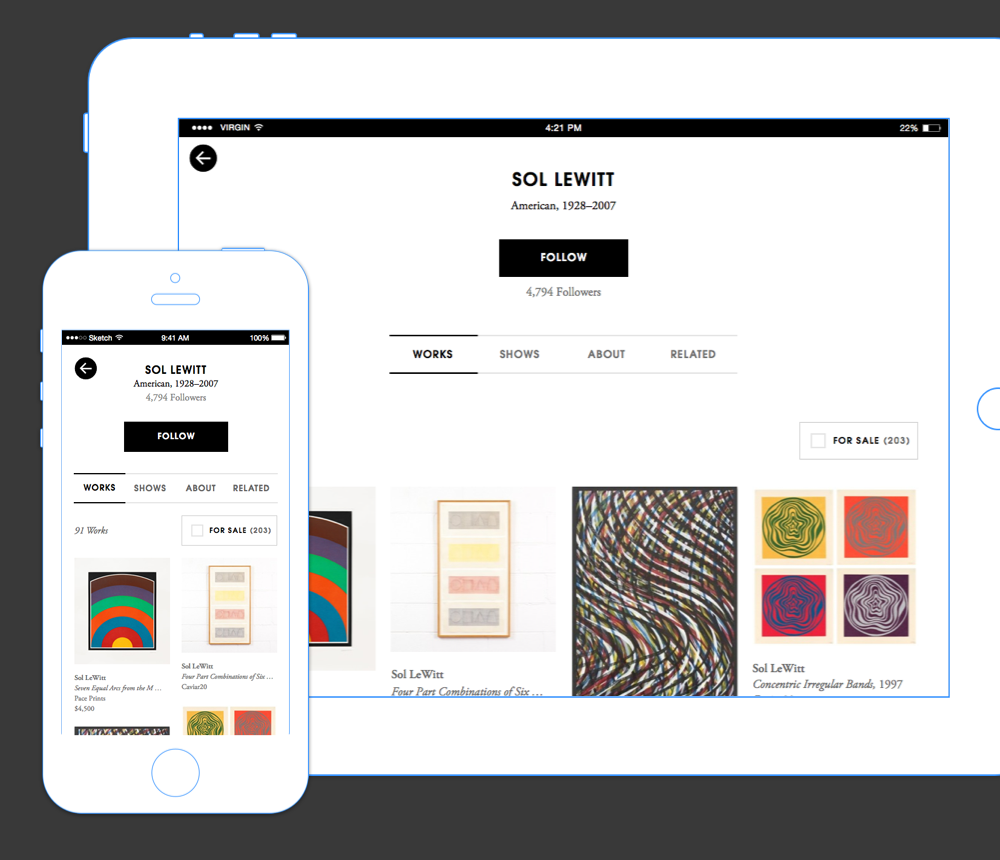 VIRGIN 4:21 PM 22%
SOL LEWITT
American, 1928–2007
FOLLOW
4,794 Followers
WORKS SHOWS ABOUT RELATED
FOR SALE (203)
Sol LeWitt
Four Part Combinations of Six ...
Sol LeWitt
Concentric Irregular Bands, 1997
Sketch 9:41 AM 100%
SOL LEWITT
American, 1928–2007
4,794 Followers
FOLLOW
WORKS SHOWS ABOUT RELATED
91 Works
FOR SALE (203)
Sol LeWitt
Seven Equal Arcs from the M ...
Pace Prints
$4,500
Sol LeWitt
Four Part Combinations of Six ...
Caviar20